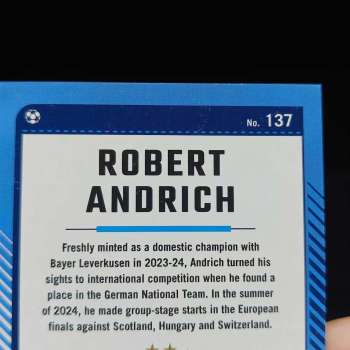 No. 137
ROBERT
ANDRICH
Freshly minted as a domestic champion with
Bayer Leverkusen in 2023-24, Andrich turned his
sights to international competition when he found a
place in the German National Team. In the summer
of 2024, he made group-stage starts in the European
finals against Scotland, Hungary and Switzerland.